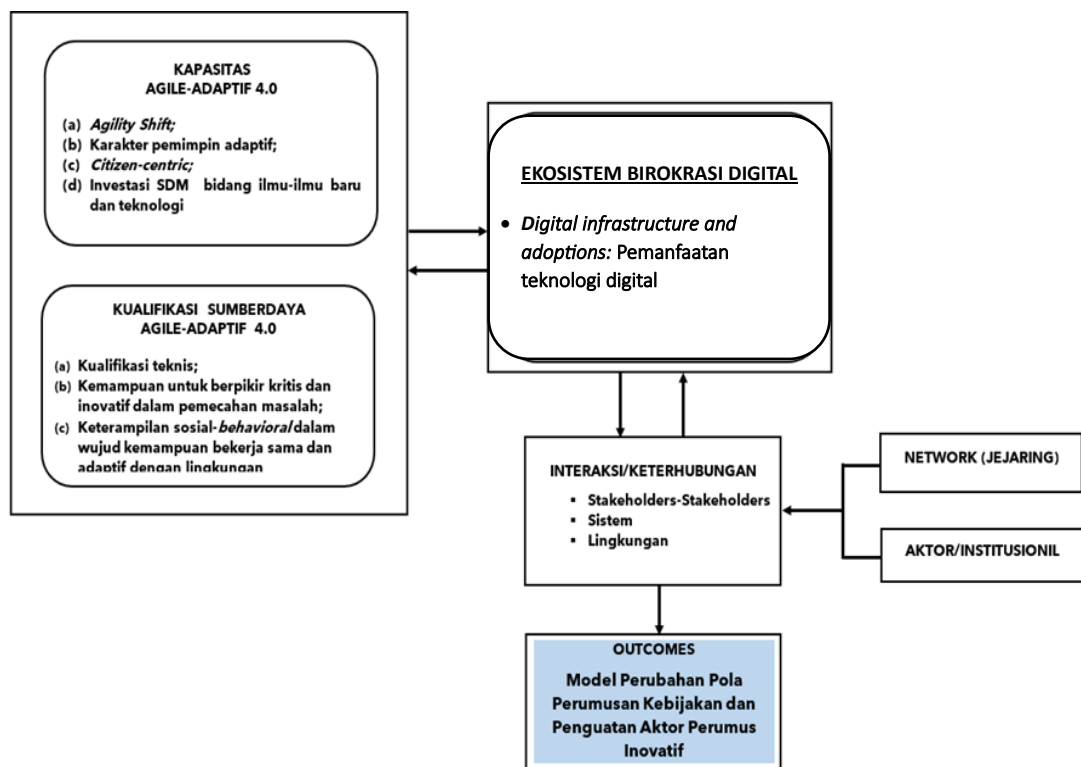 KAPASITAS
AGILE-ADAPTIF 4.0
(a) Agility Shift;
(b) Karakter pemimpin adaptif;
(c) Citizen-centric;
(d) Investasi SDM bidang ilmu-ilmu baru
dan teknologi
KUALIFIKASI SUMBERDAYA
AGILE-ADAPTIF 4.0
(a) Kualifikasi teknis;
(b) Kemampuan untuk berpikir kritis dan
inovatif dalam pemecahan masalah;
(c) Keterampilan sosial-behavioral dalam
wujud kemampuan bekerja sama dan
adaptif dengan lingkungan
EKOSISTEM BIROKRASI DIGITAL
• Digital infrastructure and
adoptions: Pemanfaatan
teknologi digital
INTERAKSI/KETERHUBUNGAN
▪ Stakeholders-Stakeholders
▪ Sistem
▪ Lingkungan
NETWORK (JEJARING)
AKTOR/INSTITUSIONIL
OUTCOMES
Model Perubahan Pola
Perumusan Kebijakan dan
Penguatan Aktor Perumus
Inovatif